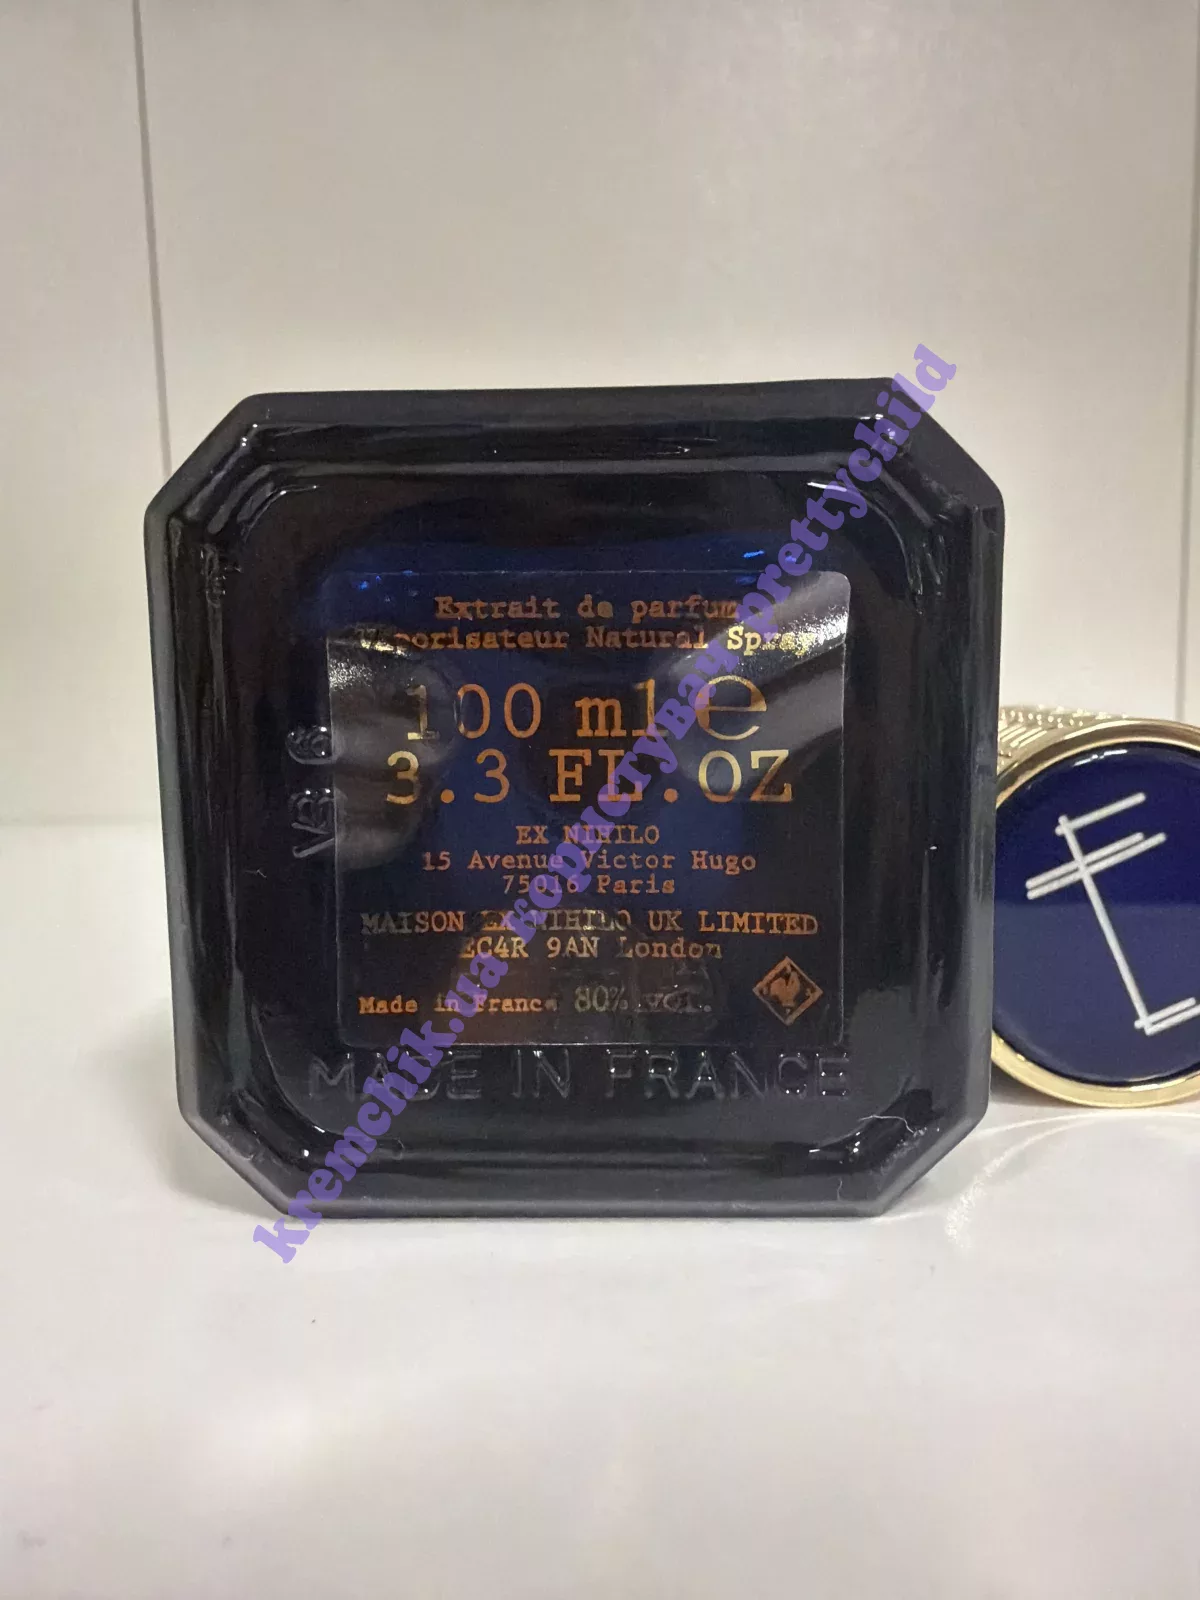 Extrait de parfum
Vaporisateur Natural Spray
100 ml e
3.3 FL.OZ
EX NIHILO
15 Avenue Victor Hugo
75016 Paris
MAISON EX NIHILO UK LIMITED
EC4R 9AN London
Made in France 80% VOL.
MADE IN FRANCE
kremchik.ua користувач prettychild